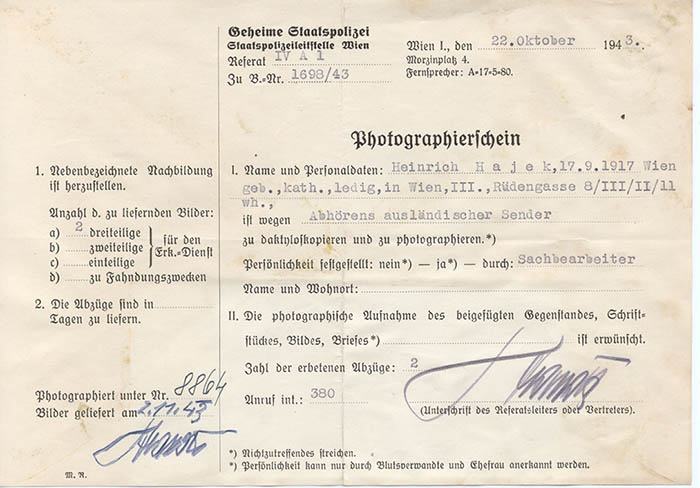 Geheime Staatspolizei
Staatspolizeileitstelle Wien
Referat IV A 1
Zu B.-Nr. 1698/43
Wien I., den 22. Oktober 1943.
Morzinplatz 4.
Fernsprecher: A-17-5-80.
Photographierschein
1. Nebenbezeichnete Nachbildung
ist herzustellen.
Anzahl d. zu liefernden Bilder:
a) 2 dreiteilige
b) zweiteilige
c) einteilige
für den
Erk.-Dienst
d) zu Fahndungszwecken
2. Die Abzüge sind in
Tagen zu liefern.
Photographiert unter Nr. 8864
Bilder geliefert am 2.11.43
M. R.
I. Name und Personaldaten: Heinrich Hajek, 17.9.1917 Wien
geb., kath., ledig, in Wien, III., Rüdengasse 8/III/II/11
wh.,
ist wegen Abhörens ausländischer Sender
zu daktyloskopieren und zu photographieren.*)
Persönlichkeit festgestellt: nein*) — ja*) — durch: Sachbearbeiter
Name und Wohnort:
II. Die photographische Aufnahme des beigefügten Gegenstandes, Schrift-
stückes, Bildes, Briefes*) ist erwünscht.
Zahl der erbetenen Abzüge: 2
Anruf int.: 380
(Unterschrift des Referatsleiters oder Vertreters).
*) Nichtzutreffendes streichen.
*) Persönlichkeit kann nur durch Blutsverwandte und Ehefrau anerkannt werden.